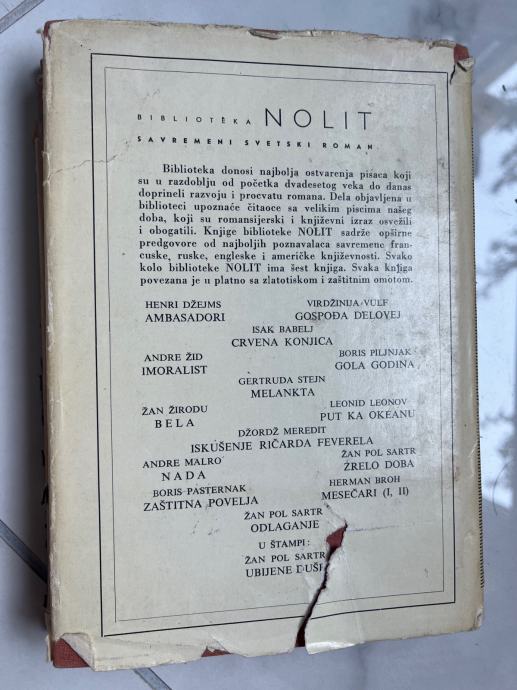 BIBLIOTEKA NOLIT
SAVREMENI SVETSKI ROMAN
Biblioteka donosi najbolja ostvarenja pisaca koji
su u razdoblju od početka dvadesetog veka do danas
doprineli razvoju i procvatu romana. Dela objavljena u
biblioteci upoznaće čitaoce sa velikim piscima našeg
doba, koji su romansijerski i književni izraz osvežili
i obogatili. Knjige biblioteke NOLIT sadrže opširne
predgovore od najboljih poznavalaca savremene fran-
cuske, ruske, engleske i američke književnosti. Svako
kolo biblioteke NOLIT ima šest knjiga. Svaka knjiga
povezana je u platno sa zlatotiskom i zaštitnim omotom.
HENRI DŽEJMS
AMBASADORI
VIRDŽINIJA VULF
GOSPOĐA DELOVEJ
ISAK BABELJ
CRVENA KONJICA
ANDRE ŽID
IMORALIST
BORIS PILJNJAK
GOLA GODINA
GERTRUDA STEJN
MELANKTA
ŽAN ŽIRODU
BELA
LEONID LEONOV
PUT KA OKEANU
DŽORDŽ MEREDIT
ISKUŠENJE RIČARDA FEVERELA
ANDRE MALRO
NADA
ŽAN POL SARTR
ZRELO DOBA
BORIS PASTERNAK
ZAŠTITNA POVELJA
HERMAN BROH
MESEČARI (I, II)
ŽAN POL SARTR
ODLAGANJE
U ŠTAMPI:
ŽAN POL SARTR
UBIJENE DUŠE